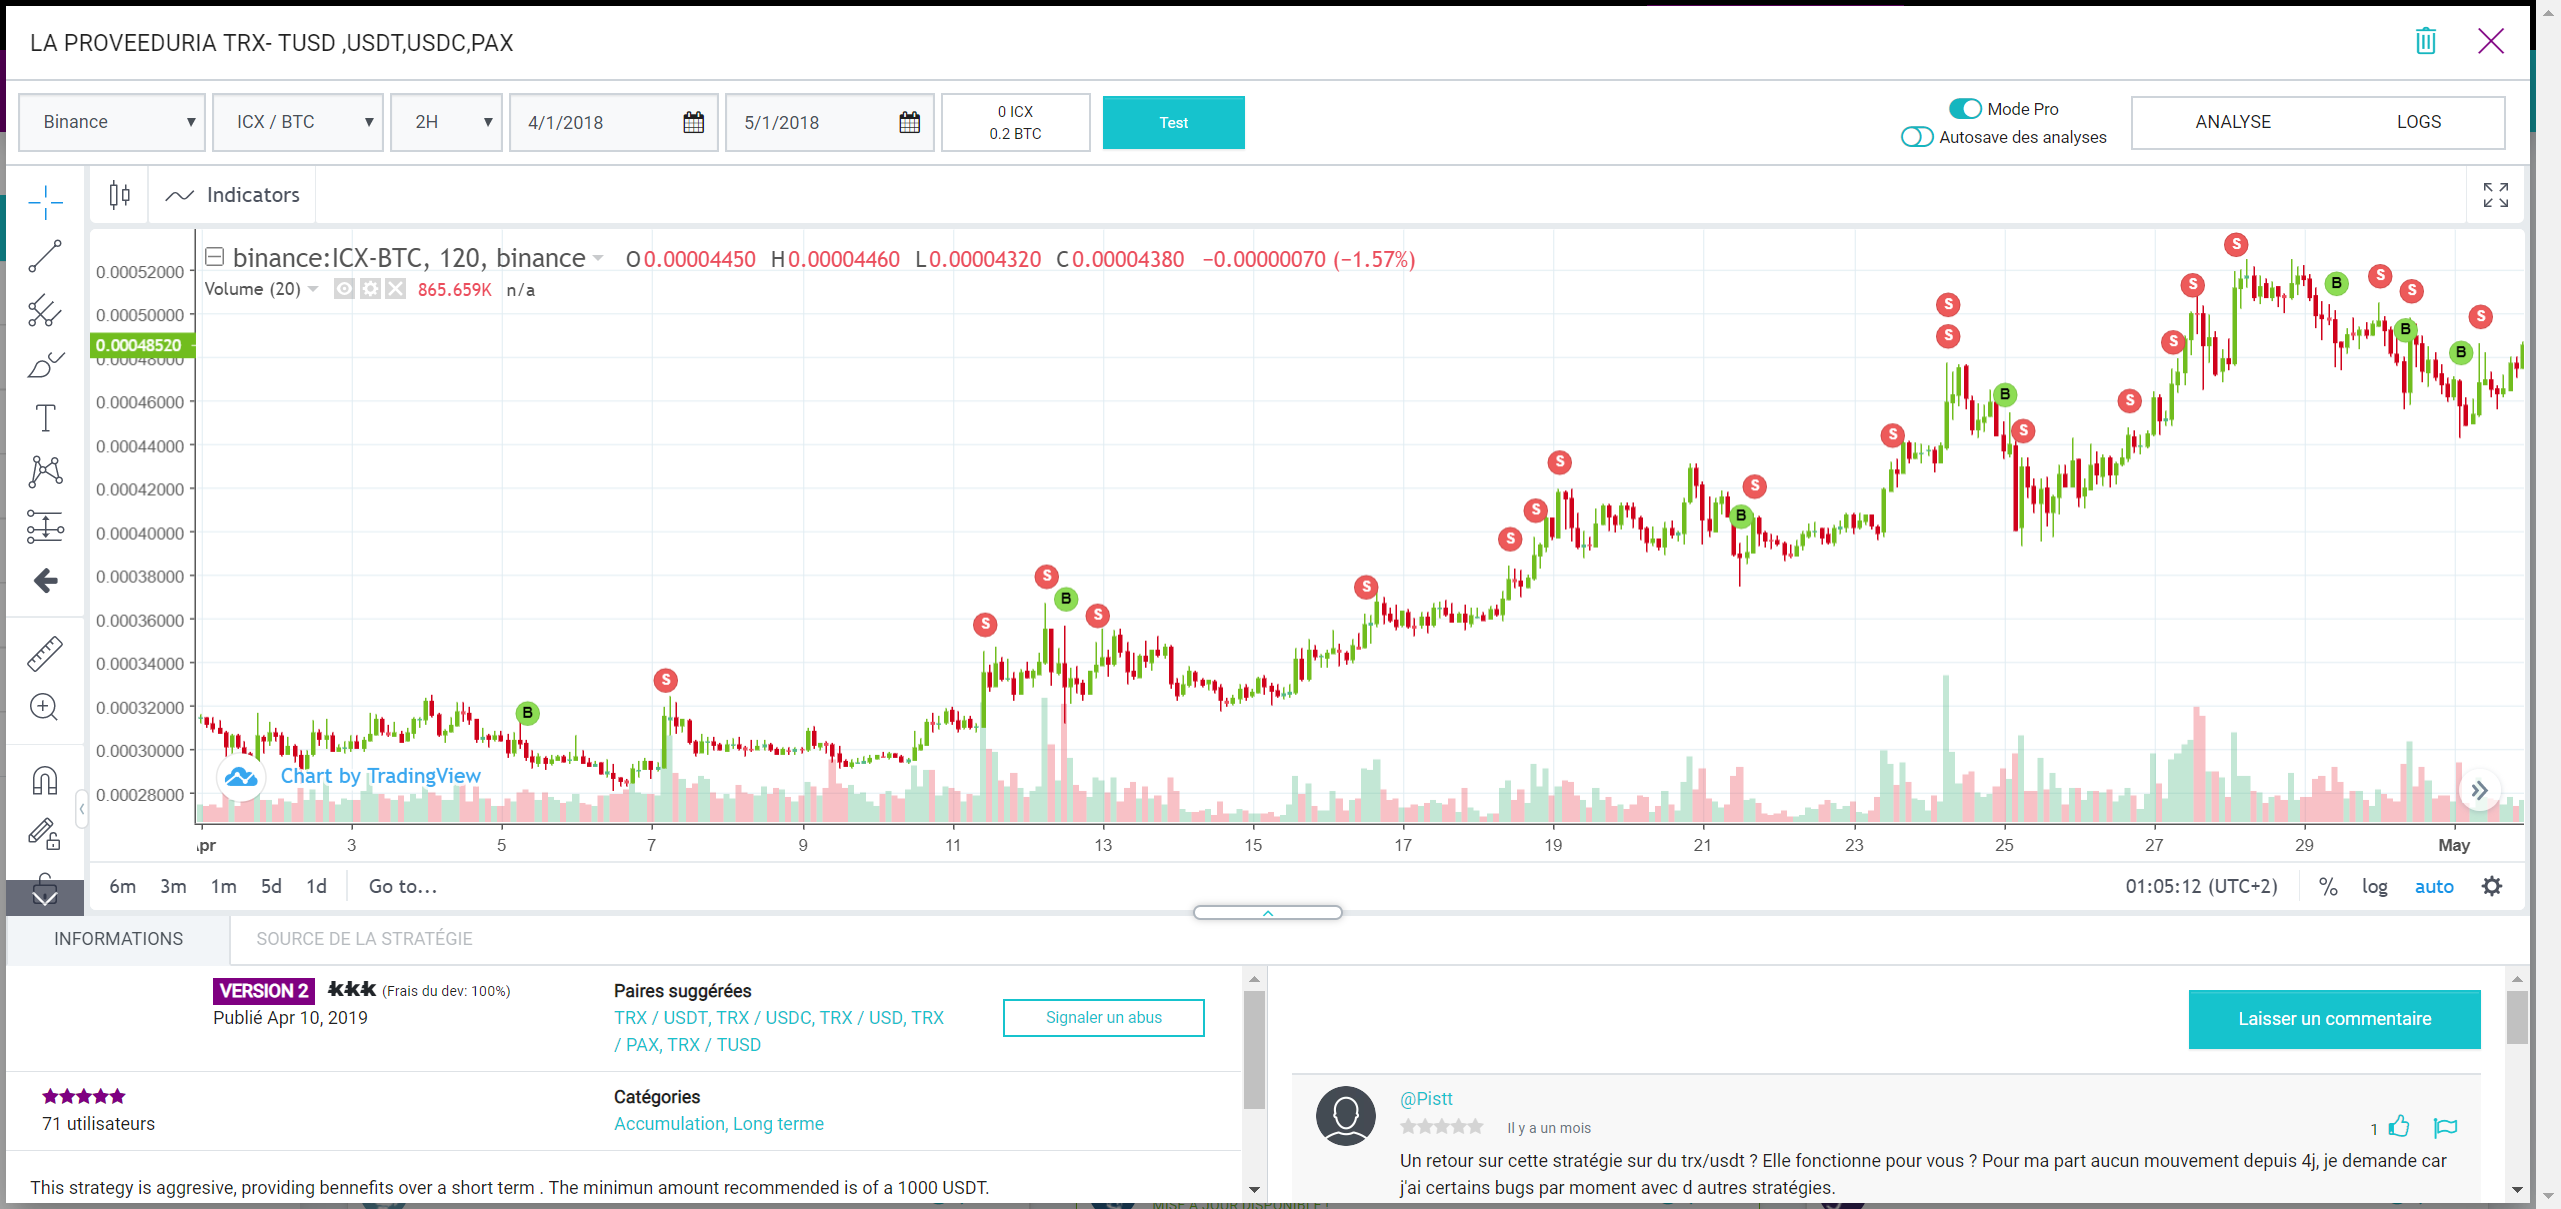 LA PROVEEDURIA TRX- TUSD ,USDT,USDC,PAX
Binance ICX / BTC 2H 4/1/2018 5/1/2018 0 ICX
0.2 BTC
Test
Mode Pro
Autosave des analyses
ANALYSE LOGS
Indicators
binance:ICX-BTC, 120, binance O0.00004450 H0.00004460 L0.00004320 C0.00004380 −0.00000070 (−1.57%)
Volume (20) 865.659K n/a
0.00052000
0.00050000
0.00048520
0.00048000
0.00046000
0.00044000
0.00042000
0.00040000
0.00038000
0.00036000
0.00034000
0.00032000
0.00030000
0.00028000
B S S S B S S S S S B S S S S B S S S S S B S B S B S
Chart by TradingView
pr 3 5 7 9 11 13 15 17 19 21 23 25 27 29 May
6m 3m 1m 5d 1d Go to... 01:05:12 (UTC+2) % log auto
INFORMATIONS SOURCE DE LA STRATÉGIE
VERSION 2 kkk (Frais du dev: 100%)
Publié Apr 10, 2019
Paires suggérées
TRX / USDT, TRX / USDC, TRX / USD, TRX
/ PAX, TRX / TUSD
Signaler un abus
71 utilisateurs
Catégories
Accumulation, Long terme
This strategy is aggresive, providing bennefits over a short term . The minimun amount recommended is of a 1000 USDT.
Laisser un commentaire
@Pistt
Il y a un mois
1
Un retour sur cette stratégie sur du trx/usdt ? Elle fonctionne pour vous ? Pour ma part aucun mouvement depuis 4j, je demande car
j'ai certains bugs par moment avec d autres stratégies.
MISE À JOUR DISPONIBLE !